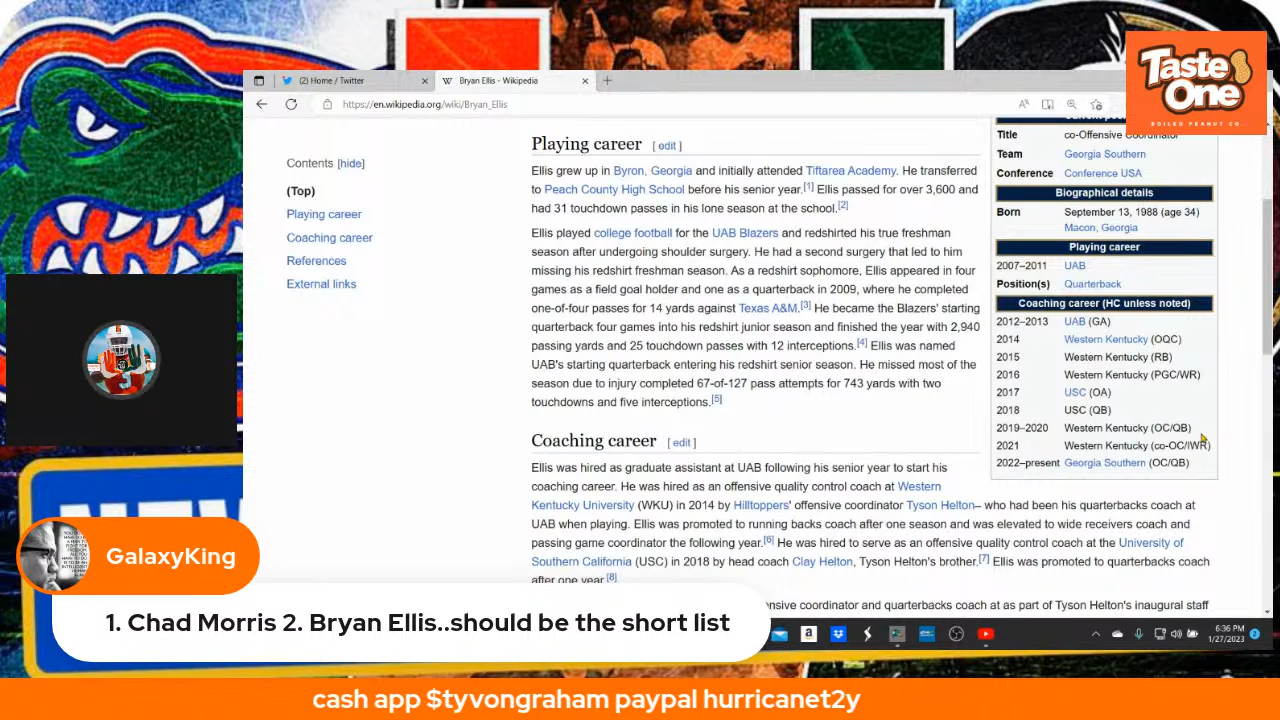 (2) Home / Twitter
Bryan Ellis - Wikipedia
https://en.wikipedia.org/wiki/Bryan_Ellis
Taste
One
BOILED PEANUT CO.
Contents [hide]
(Top)
Playing career
Coaching career
References
External links
Playing career [ edit ]
Ellis grew up in Byron, Georgia and initially attended Tiftarea Academy. He transferred
to Peach County High School before his senior year.[1] Ellis passed for over 3,600 and
had 31 touchdown passes in his lone season at the school.[2]
Ellis played college football for the UAB Blazers and redshirted his true freshman
season after undergoing shoulder surgery. He had a second surgery that led to him
missing his redshirt freshman season. As a redshirt sophomore, Ellis appeared in four
games as a field goal holder and one as a quarterback in 2009, where he completed
one-of-four passes for 14 yards against Texas A&M.[3] He became the Blazers' starting
quarterback four games into his redshirt junior season and finished the year with 2,940
passing yards and 25 touchdown passes with 12 interceptions.[4] Ellis was named
UAB's starting quarterback entering his redshirt senior season. He missed most of the
season due to injury completed 67-of-127 pass attempts for 743 yards with two
touchdowns and five interceptions.[5]
Coaching career [ edit ]
Ellis was hired as graduate assistant at UAB following his senior year to start his
coaching career. He was hired as an offensive quality control coach at Western
Kentucky University (WKU) in 2014 by Hilltoppers' offensive coordinator Tyson Helton– who had been his quarterbacks coach at
UAB when playing. Ellis was promoted to running backs coach after one season and was elevated to wide receivers coach and
passing game coordinator the following year.[6] He was hired to serve as an offensive quality control coach at the University of
Southern California (USC) in 2018 by head coach Clay Helton, Tyson Helton's brother.[7] Ellis was promoted to quarterbacks coach
after one year.[8]
coordinator and quarterbacks coach at as part of Tyson Helton's inaugural staff
Title co-Offensive Coordinator
Team Georgia Southern
Conference Conference USA
Biographical details
Born September 13, 1988 (age 34)
Macon, Georgia
Playing career
2007–2011 UAB
Position(s) Quarterback
Coaching career (HC unless noted)
2012–2013 UAB (GA)
2014 Western Kentucky (OQC)
2015 Western Kentucky (RB)
2016 Western Kentucky (PGC/WR)
2017 USC (OA)
2018 USC (QB)
2019–2020 Western Kentucky (OC/QB)
2021 Western Kentucky (co-OC/IWR)
2022–present Georgia Southern (OC/QB)
GalaxyKing
1. Chad Morris 2. Bryan Ellis..should be the short list
6:36 PM
1/27/2023
cash app $tyvongraham paypal hurricanet2y